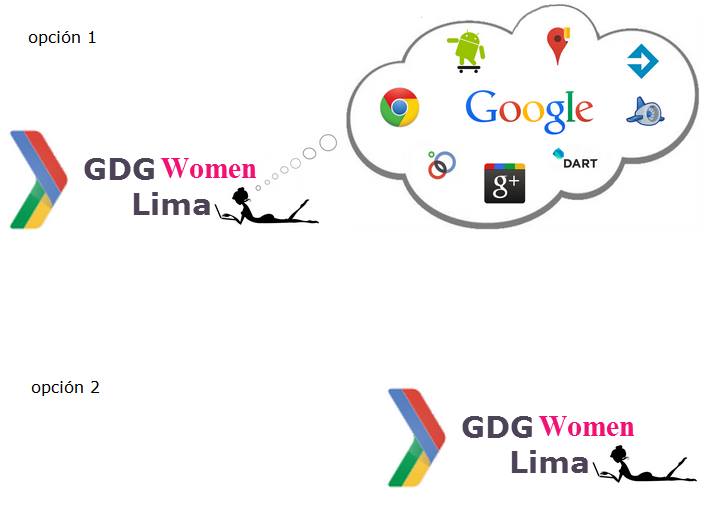 opción 1
Google
GDG Women
Lima
DART
g+
opción 2
GDG Women
Lima